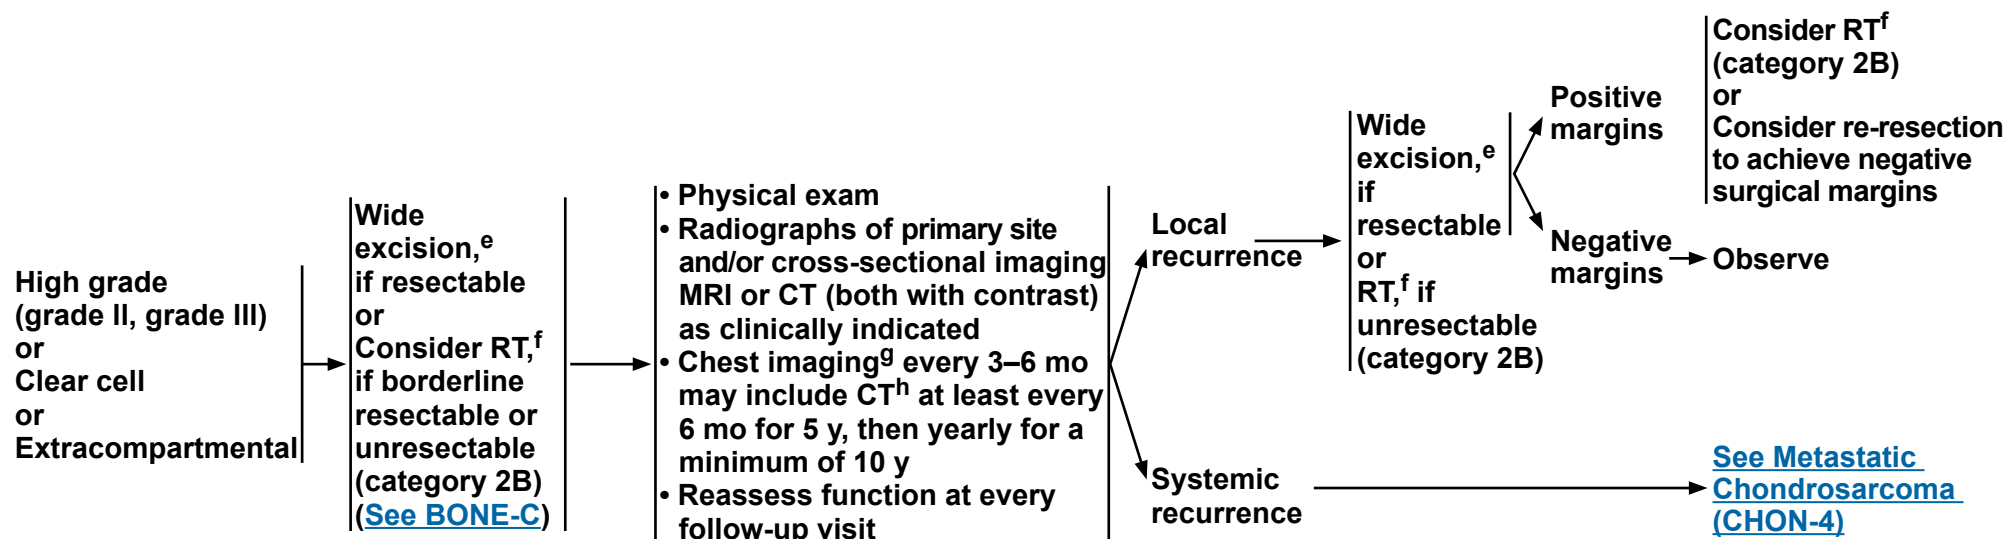 High grade
(grade II, grade III)
or
Clear cell
or
Extracompartmental
Wide
excision,e
if resectable
or
Consider RT,f
if borderline
resectable or
unresectable
(category 2B)
(See BONE-C)
• Physical exam
• Radiographs of primary site
and/or cross-sectional imaging
MRI or CT (both with contrast)
as clinically indicated
• Chest imagingg every 3–6 mo
may include CTh at least every
6 mo for 5 y, then yearly for a
minimum of 10 y
• Reassess function at every
follow-up visit
Local
recurrence
Wide
excision,e
if
resectable
or
RT,f if
unresectable
(category 2B)
Positive
margins
Consider RTf
(category 2B)
or
Consider re-resection
to achieve negative
surgical margins
Negative
margins
Observe
Systemic
recurrence
See Metastatic
Chondrosarcoma
(CHON-4)